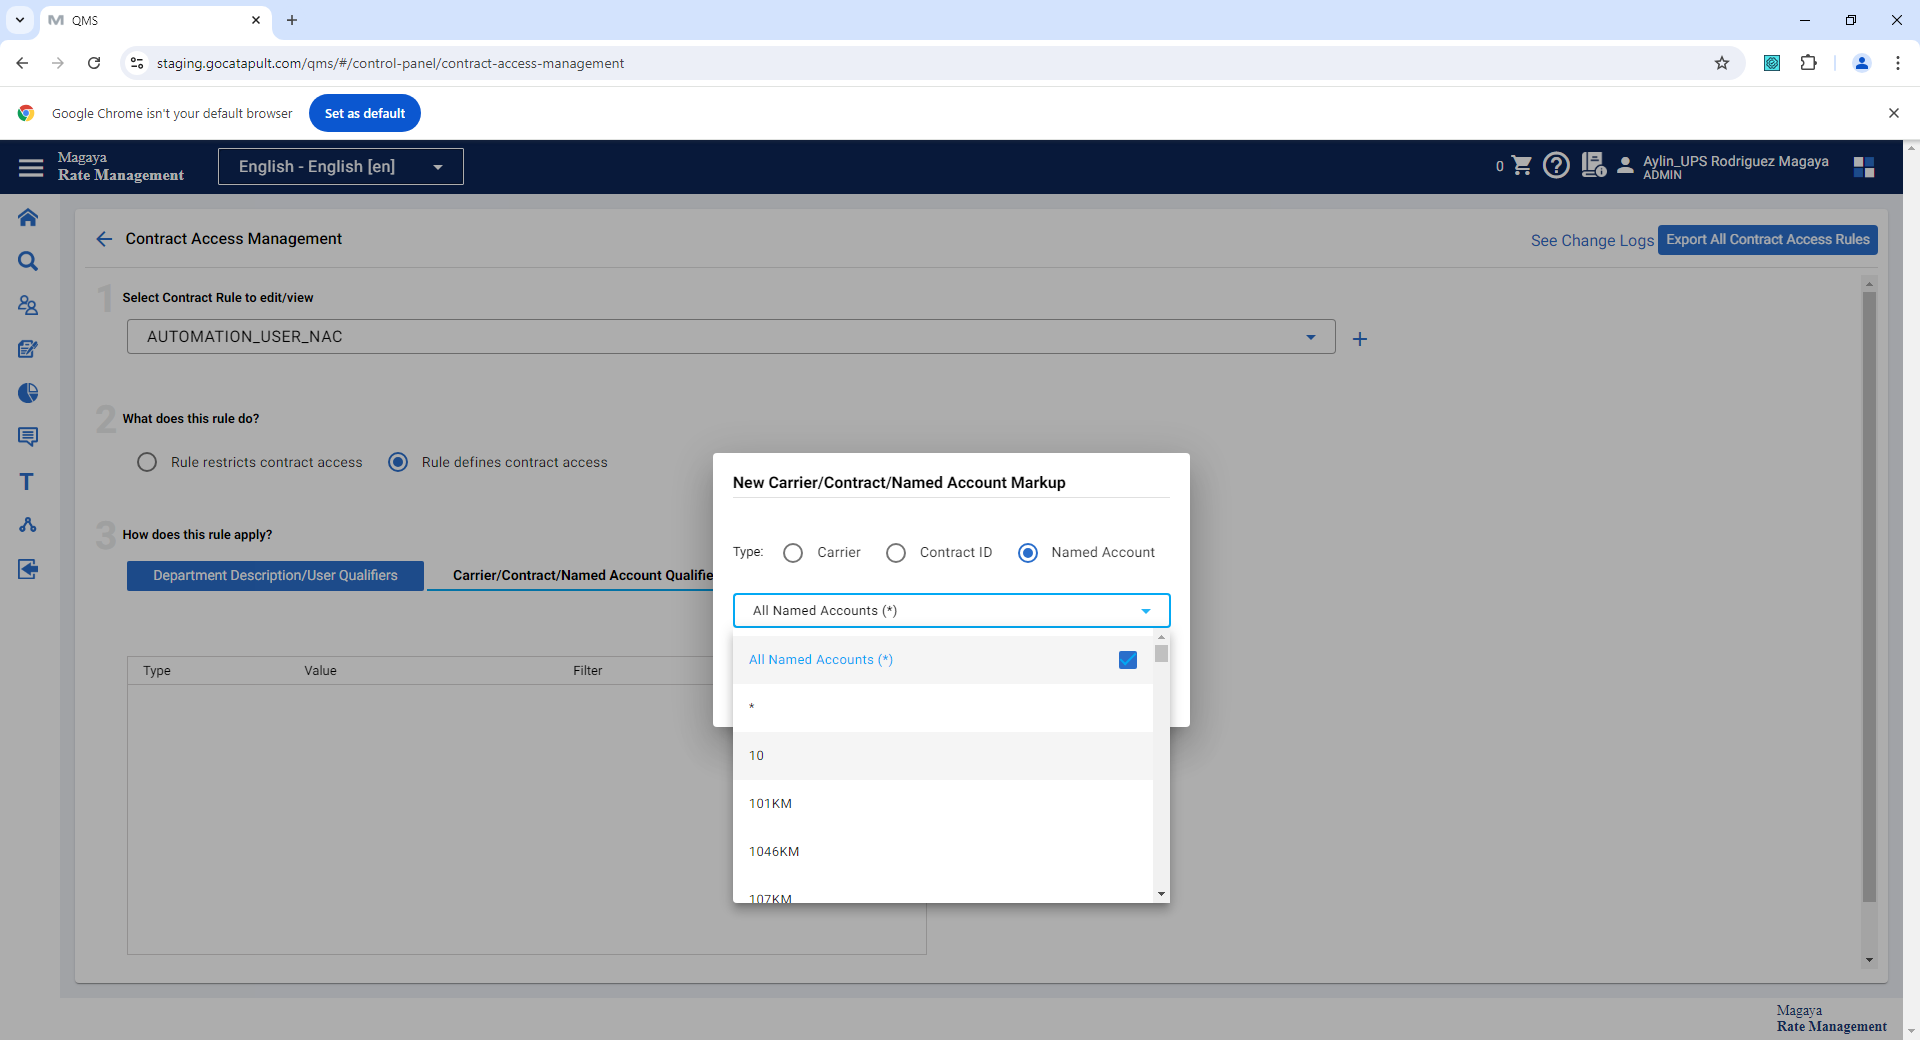 QMS
staging.gocatapult.com/qms/#/control-panel/contract-access-management
Google Chrome isn't your default browser
Set as default
Magaya
Rate Management
English - English [en]
0
Aylin_UPS Rodriguez Magaya
ADMIN
Contract Access Management
See Change Logs
Export All Contract Access Rules
1
Select Contract Rule to edit/view
AUTOMATION_USER_NAC
2
What does this rule do?
Rule restricts contract access
Rule defines contract access
3
How does this rule apply?
Department Description/User Qualifiers
Carrier/Contract/Named Account Qualifie
Type
Value
Filter
New Carrier/Contract/Named Account Markup
Type:
Carrier
Contract ID
Named Account
All Named Accounts (*)
All Named Accounts (*)
*
10
101KM
1046KM
107KM
Magaya
Rate Management